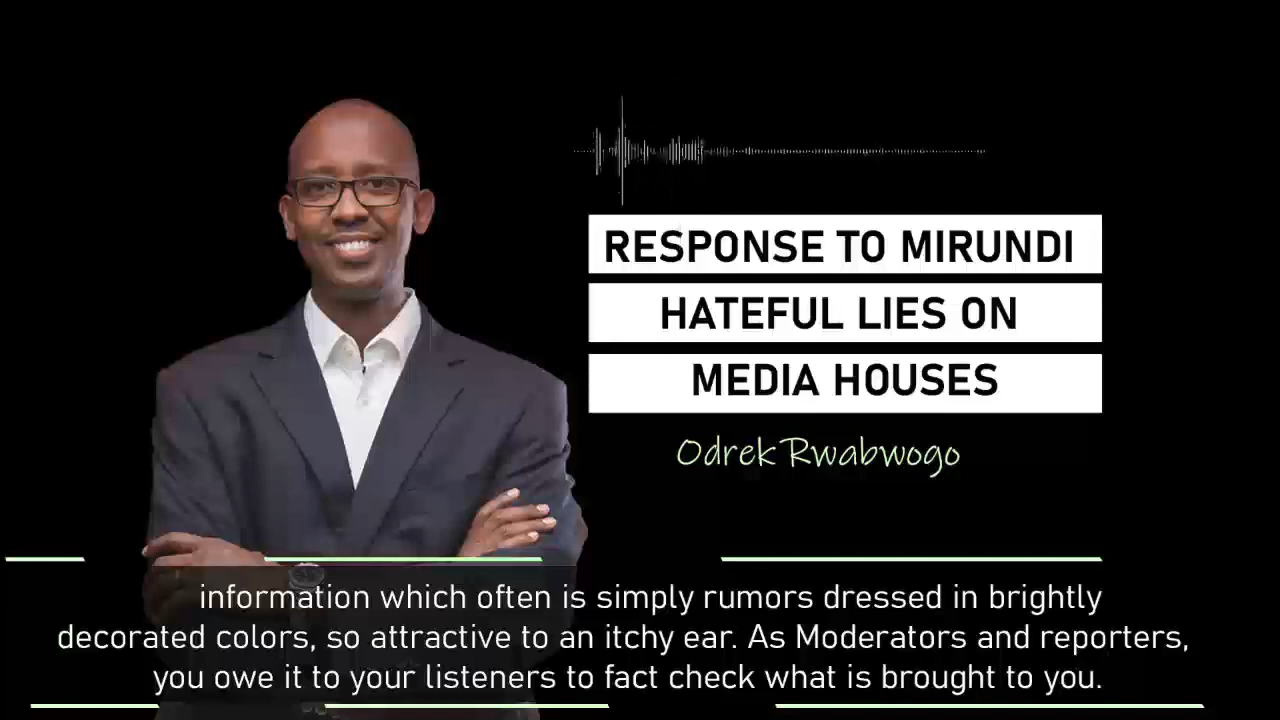 RESPONSE TO MIRUNDI
HATEFUL LIES ON
MEDIA HOUSES
Odrek Rwabwogo
information which often is simply rumors dressed in brightly
decorated colors, so attractive to an itchy ear. As Moderators and reporters,
you owe it to your listeners to fact check what is brought to you.